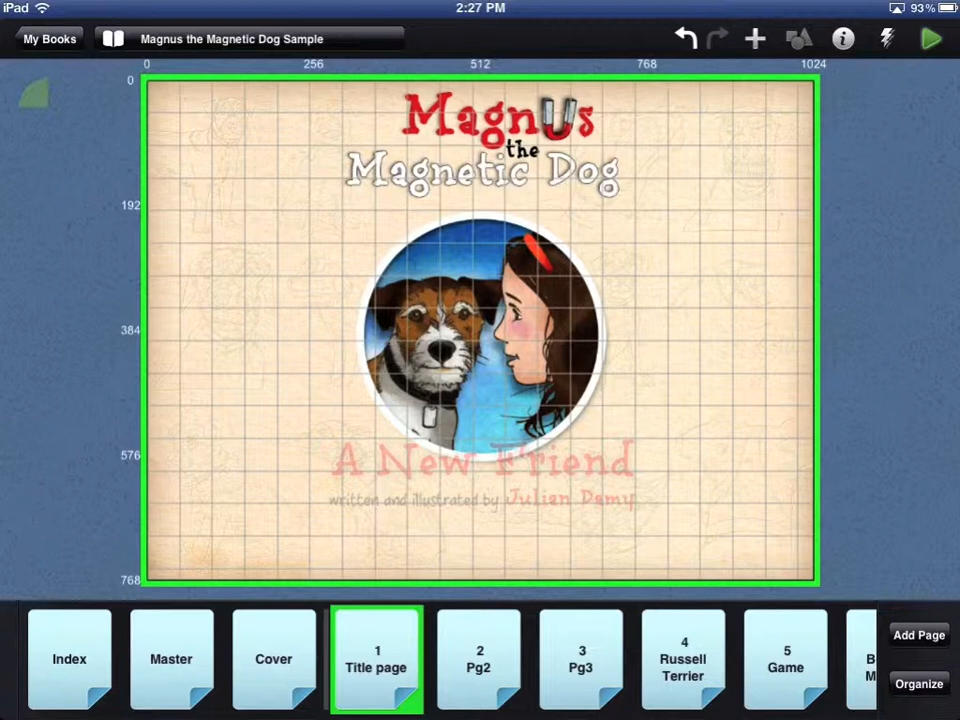 iPad 2:27 PM 93%
My Books Magnus the Magnetic Dog Sample
0 256 512 768 1024
0
192
384
576
768
Magnus
the
Magnetic Dog
A New Friend
written and illustrated by Julian Damy
Index Master Cover 1 Title page 2 Pg2 3 Pg3 4 Russell Terrier 5 Game B M
Add Page
Organize